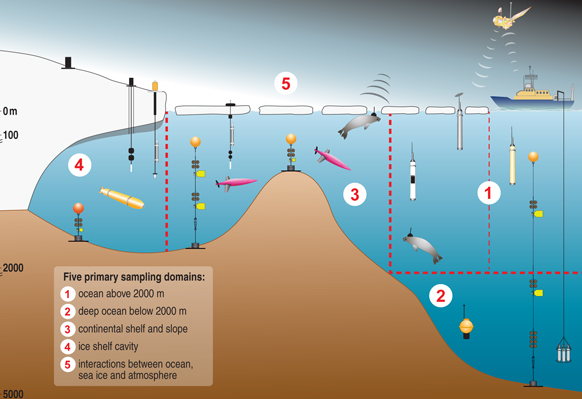 5
0 m
100
4
3
1
2000
2
Five primary sampling domains:
1 ocean above 2000 m
2 deep ocean below 2000 m
3 continental shelf and slope
4 ice shelf cavity
5 interactions between ocean,
sea ice and atmosphere
5000